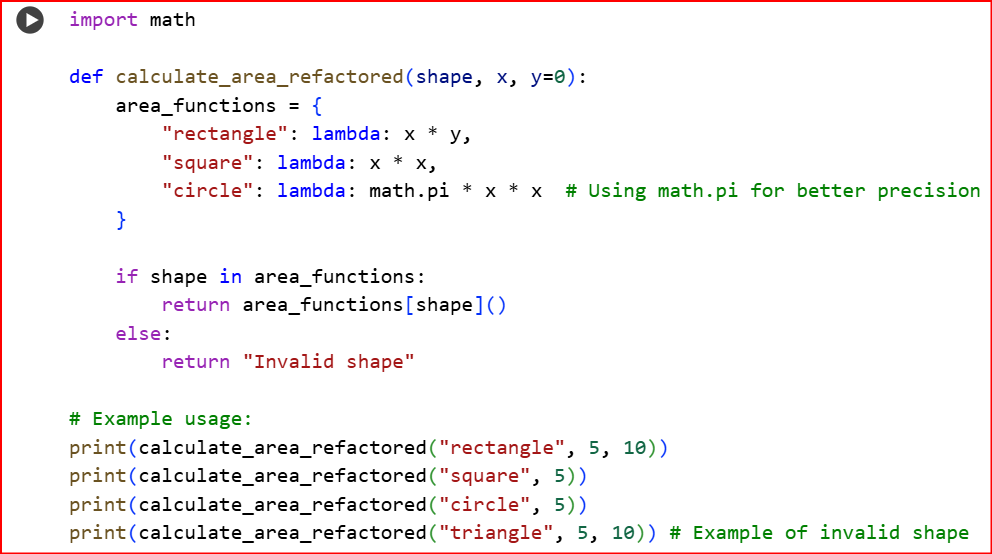 import math
def calculate_area_refactored(shape, x, y=0):
    area_functions = {
        "rectangle": lambda: x * y,
        "square": lambda: x * x,
        "circle": lambda: math.pi * x * x  # Using math.pi for better precision
    }
    if shape in area_functions:
        return area_functions[shape]()
    else:
        return "Invalid shape"
# Example usage:
print(calculate_area_refactored("rectangle", 5, 10))
print(calculate_area_refactored("square", 5))
print(calculate_area_refactored("circle", 5))
print(calculate_area_refactored("triangle", 5, 10)) # Example of invalid shape